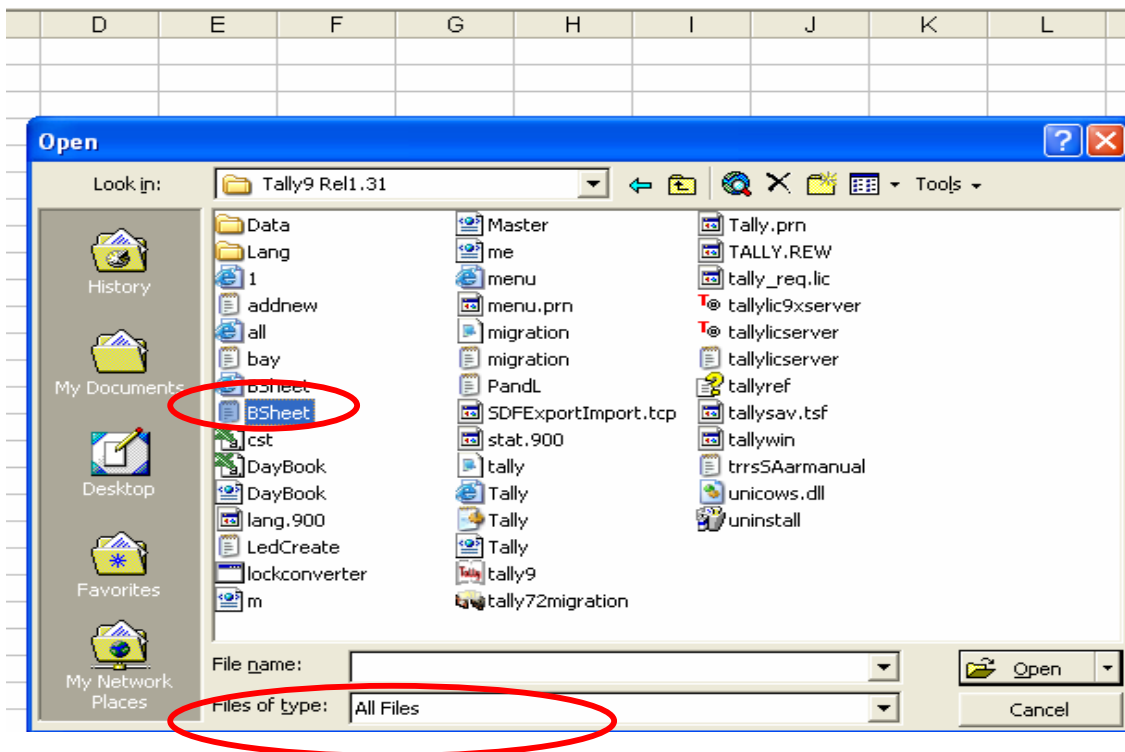 D E F G H I J K L
Open
Look in: Tally9 Rel1.31 Tools
History
My Documents
Desktop
Favorites
My Network
Places
Data
Lang
1
addnew
all
bay
BSheet
BSheet
cst
DayBook
DayBook
lang.900
LedCreate
lockconverter
m
Master
me
menu
menu.prn
migration
migration
PandL
SDFExportImport.tcp
stat.900
tally
Tally
Tally
Tally
tally9
tally72migration
Tally.prn
TALLY.REW
tally_req.lic
tallylic9xserver
tallylicserver
tallylicserver
tallyref
tallysav.tsf
tallywin
trrsSAarmanual
unicows.dll
uninstall
File name: Open
Files of type: All Files Cancel